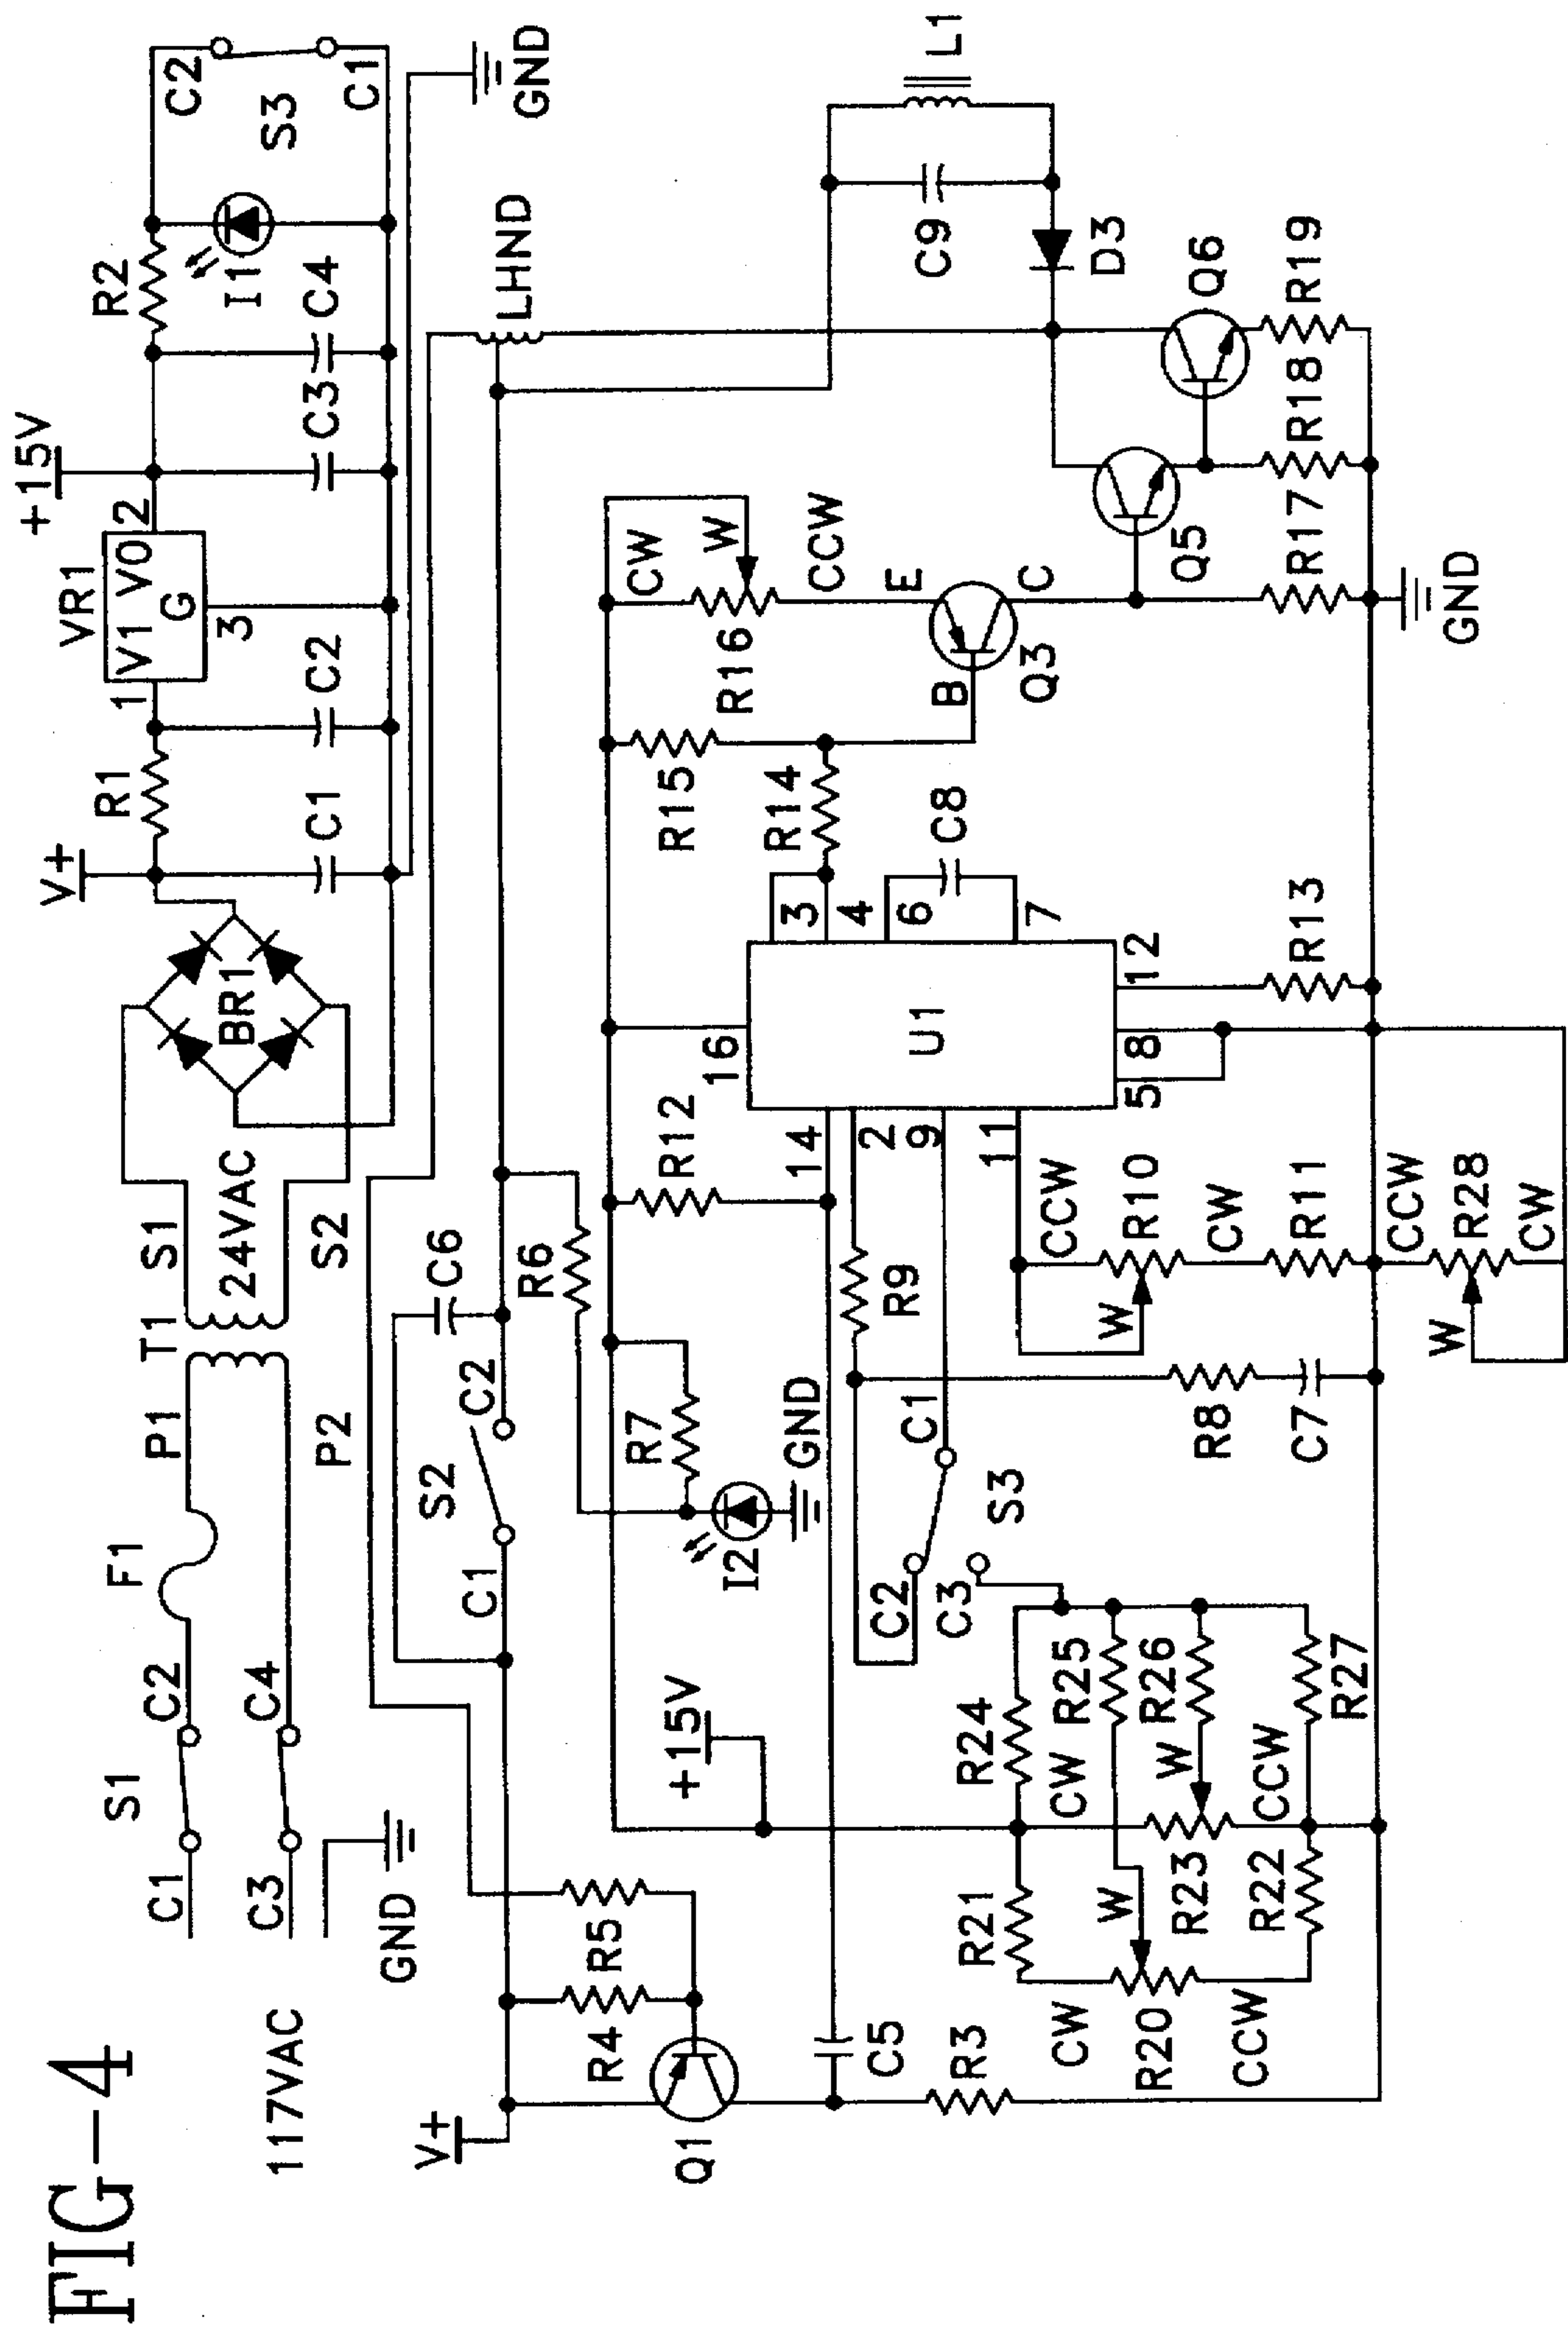 FIG-4
117VAC
C1
S1
C2
F1
P1
T1
S1
24VAC
S2
P2
C3
C4
GND
BR1
V+
R1
C1
C2
VR1
1
V1
V0
2
G
3
+15V
C3
C4
R2
I1
C2
S3
C1
GND
V+
R4
R5
Q1
C1
S2
C2
C6
R6
LHND
R7
I2
GND
+15V
R12
16
R15
R16
CW
W
CCW
14
2
9
11
U1
3
4
6
7
5
8
12
R14
C8
B
E
C
Q3
R9
C1
S3
C2
C3
C5
R3
R21
R24
CW
R25
R26
W
W
R23
CCW
R22
R27
CW
R20
CCW
R8
C7
CCW
W
R10
CW
R11
CCW
W
R28
CW
R13
Q5
R17
R18
Q6
R19
GND
D3
C9
L1